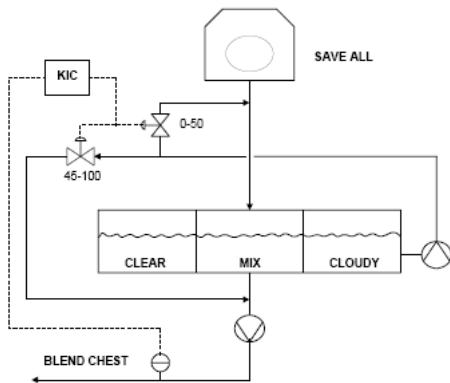 SAVE ALL
KIC
0-50
45-100
CLEAR
MIX
CLOUDY
BLEND CHEST